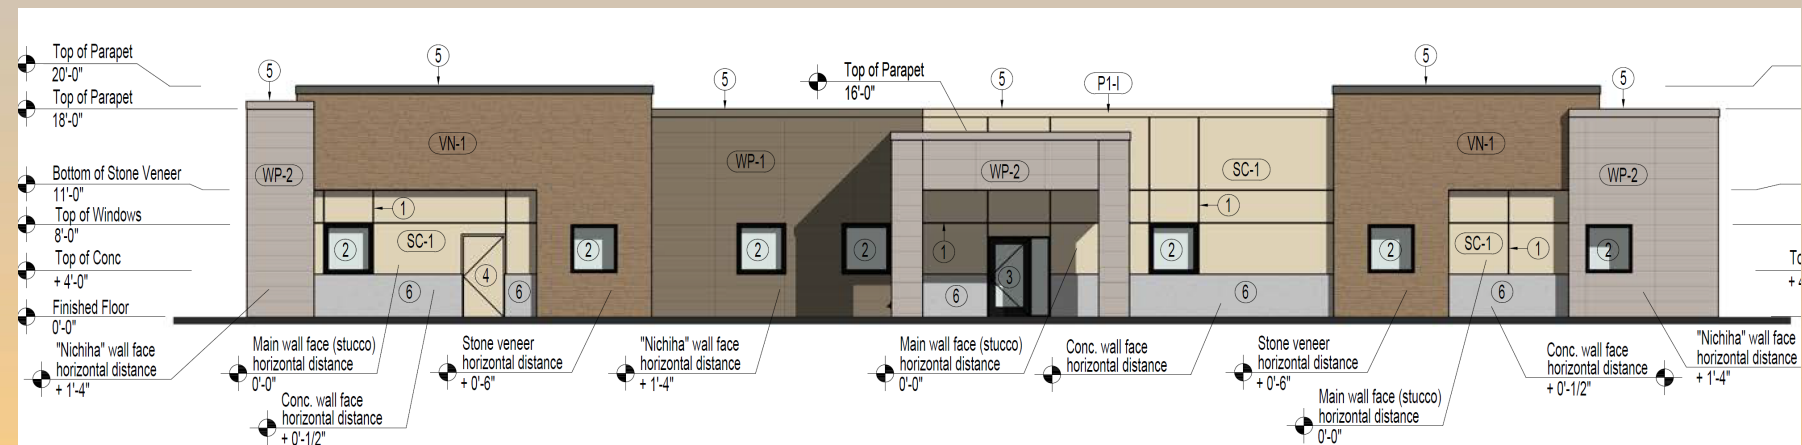 Top of Parapet
20'-0"
Top of Parapet
18'-0"
Bottom of Stone Veneer
11'-0"
Top of Windows
8'-0"
Top of Conc
+ 4'-0"
Finished Floor
0'-0"
5
5
5
Top of Parapet
16'-0"
5
P1-I
5
5
VN-1
WP-2
WP-1
WP-2
SC-1
VN-1
WP-2
1
2
SC-1
4
6
6
2
2
2
1
3
6
2
1
6
2
SC-1
1
6
2
To
+ 4
"Nichiha" wall face
horizontal distance
+ 1'-4"
Main wall face (stucco)
horizontal distance
0'-0"
Conc. wall face
horizontal distance
+ 0'-1/2"
Stone veneer
horizontal distance
+ 0'-6"
"Nichiha" wall face
horizontal distance
+ 1'-4"
Main wall face (stucco)
horizontal distance
0'-0"
Conc. wall face
horizontal distance
Stone veneer
horizontal distance
+ 0'-6"
Main wall face (stucco)
horizontal distance
0'-0"
Conc. wall face
horizontal distance
+ 0'-1/2"
"Nichiha" wall face
horizontal distance
+ 1'-4"